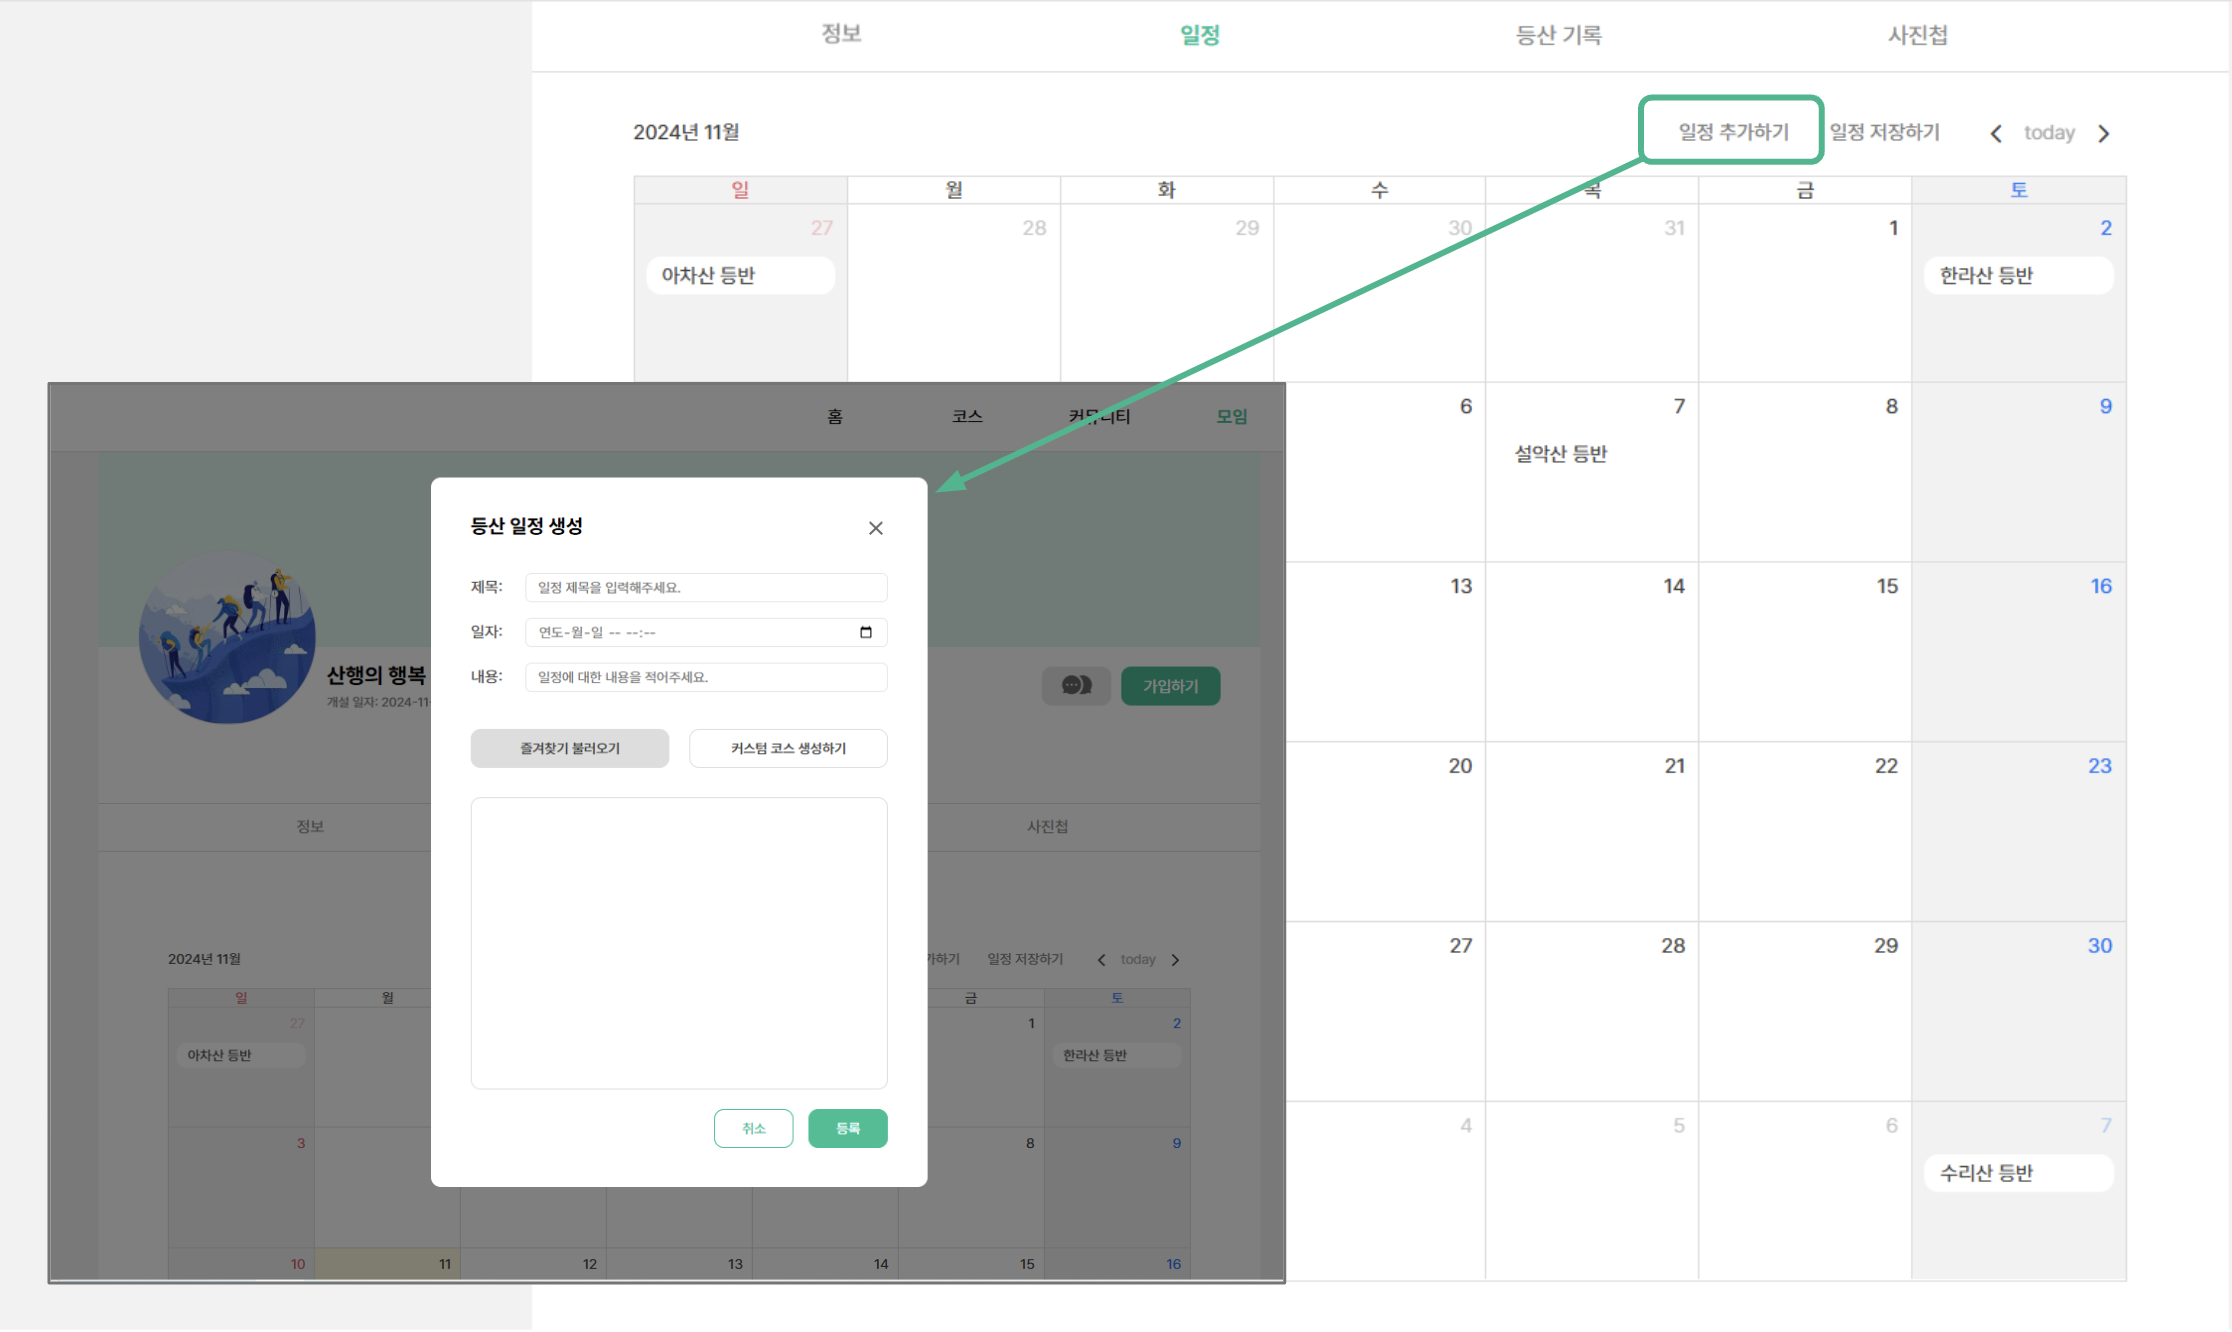 정보 일정 등산 기록 사진첩
2024년 11월 일정 추가하기 일정 저장하기 today
일 월 화 수 목 금 토
27 28 29 30 31 1 2
아차산 등반 한라산 등반
6 7 8 9
설악산 등반
13 14 15 16
20 21 22 23
27 28 29 30
4 5 6 7
수리산 등반
홈 코스 커뮤니티 모임
산행의 행복
개설 일자: 2024-11-
가입하기
정보 사진첩
2024년 11월 가하기 일정 저장하기 today
일 월 금 토
27 1 2
아차산 등반 한라산 등반
3 8 9
10 11 12 13 14 15 16
등산 일정 생성
제목: 일정 제목을 입력해주세요.
일자: 연도-월-일 -- --:--
내용: 일정에 대한 내용을 적어주세요.
즐겨찾기 불러오기 커스텀 코스 생성하기
취소 등록